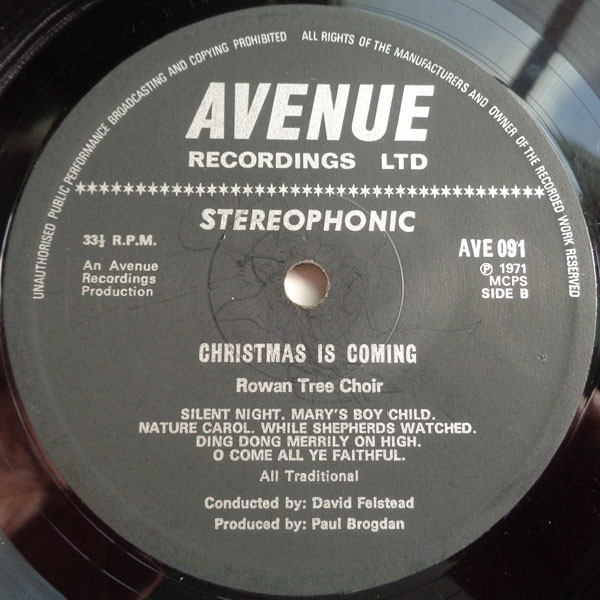 UNAUTHORISED PUBLIC PERFORMANCE BROADCASTING AND COPYING PROHIBITED ALL RIGHTS OF THE MANUFACTURERS AND OWNER OF THE RECORDED WORK RESERVED
AVENUE
RECORDINGS LTD
STEREOPHONIC
33⅓ R.P.M.
An Avenue
Recordings
Production
AVE 091
Ⓟ 1971
MCPS
SIDE B
CHRISTMAS IS COMING
Rowan Tree Choir
SILENT NIGHT. MARY'S BOY CHILD.
NATURE CAROL. WHILE SHEPHERDS WATCHED.
DING DONG MERRILY ON HIGH.
O COME ALL YE FAITHFUL.
All Traditional
Conducted by: David Felstead
Produced by: Paul Brogdan